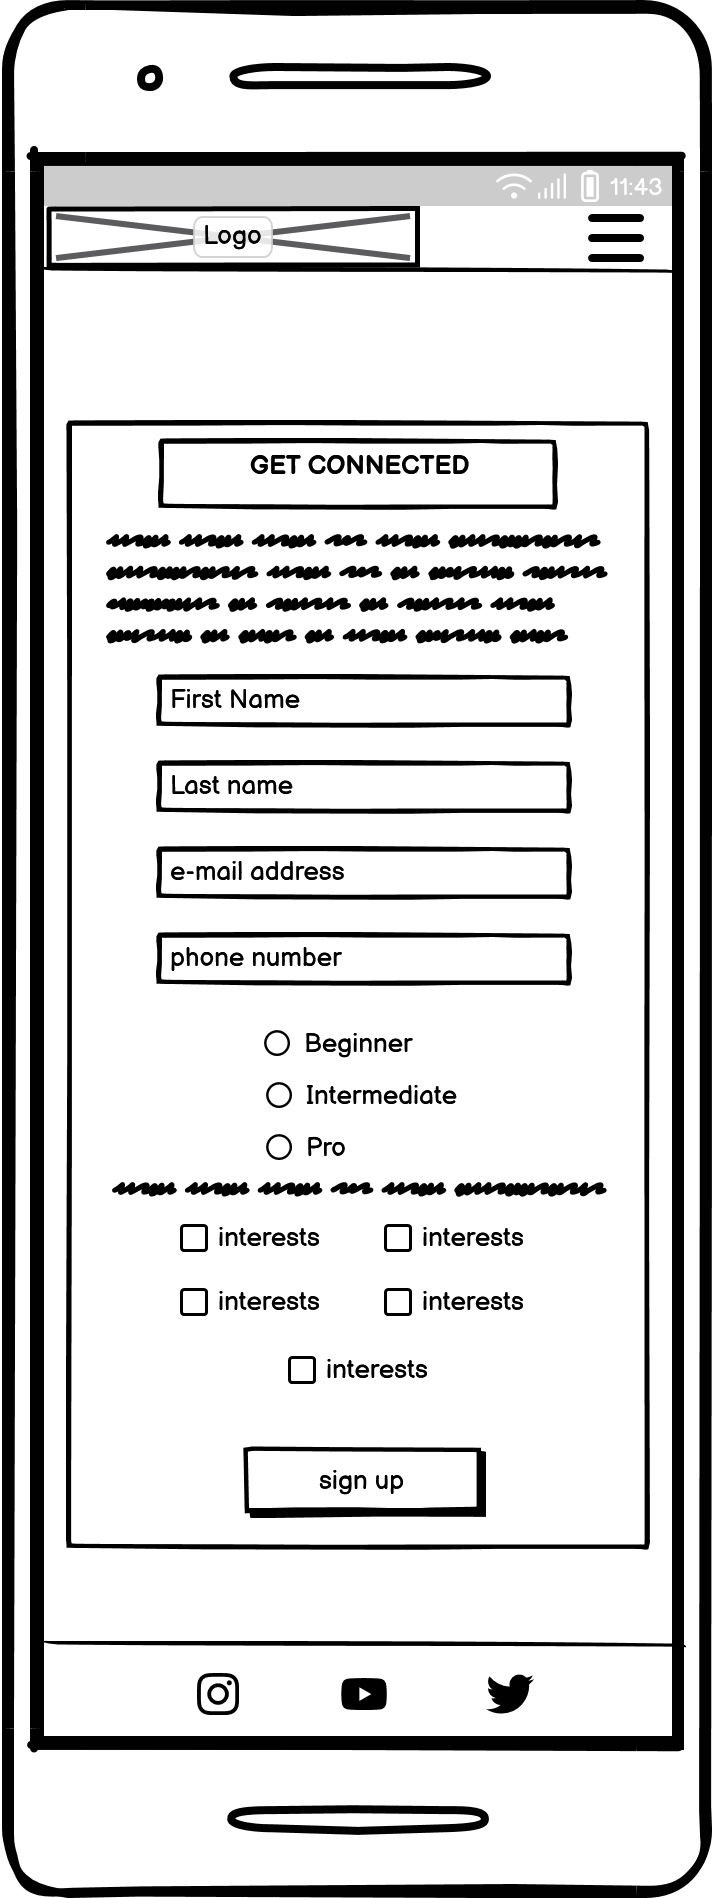 11:43
Logo
GET CONNECTED
First Name
Last name
e-mail address
phone number
Beginner
Intermediate
Pro
interests interests
interests interests
interests
sign up